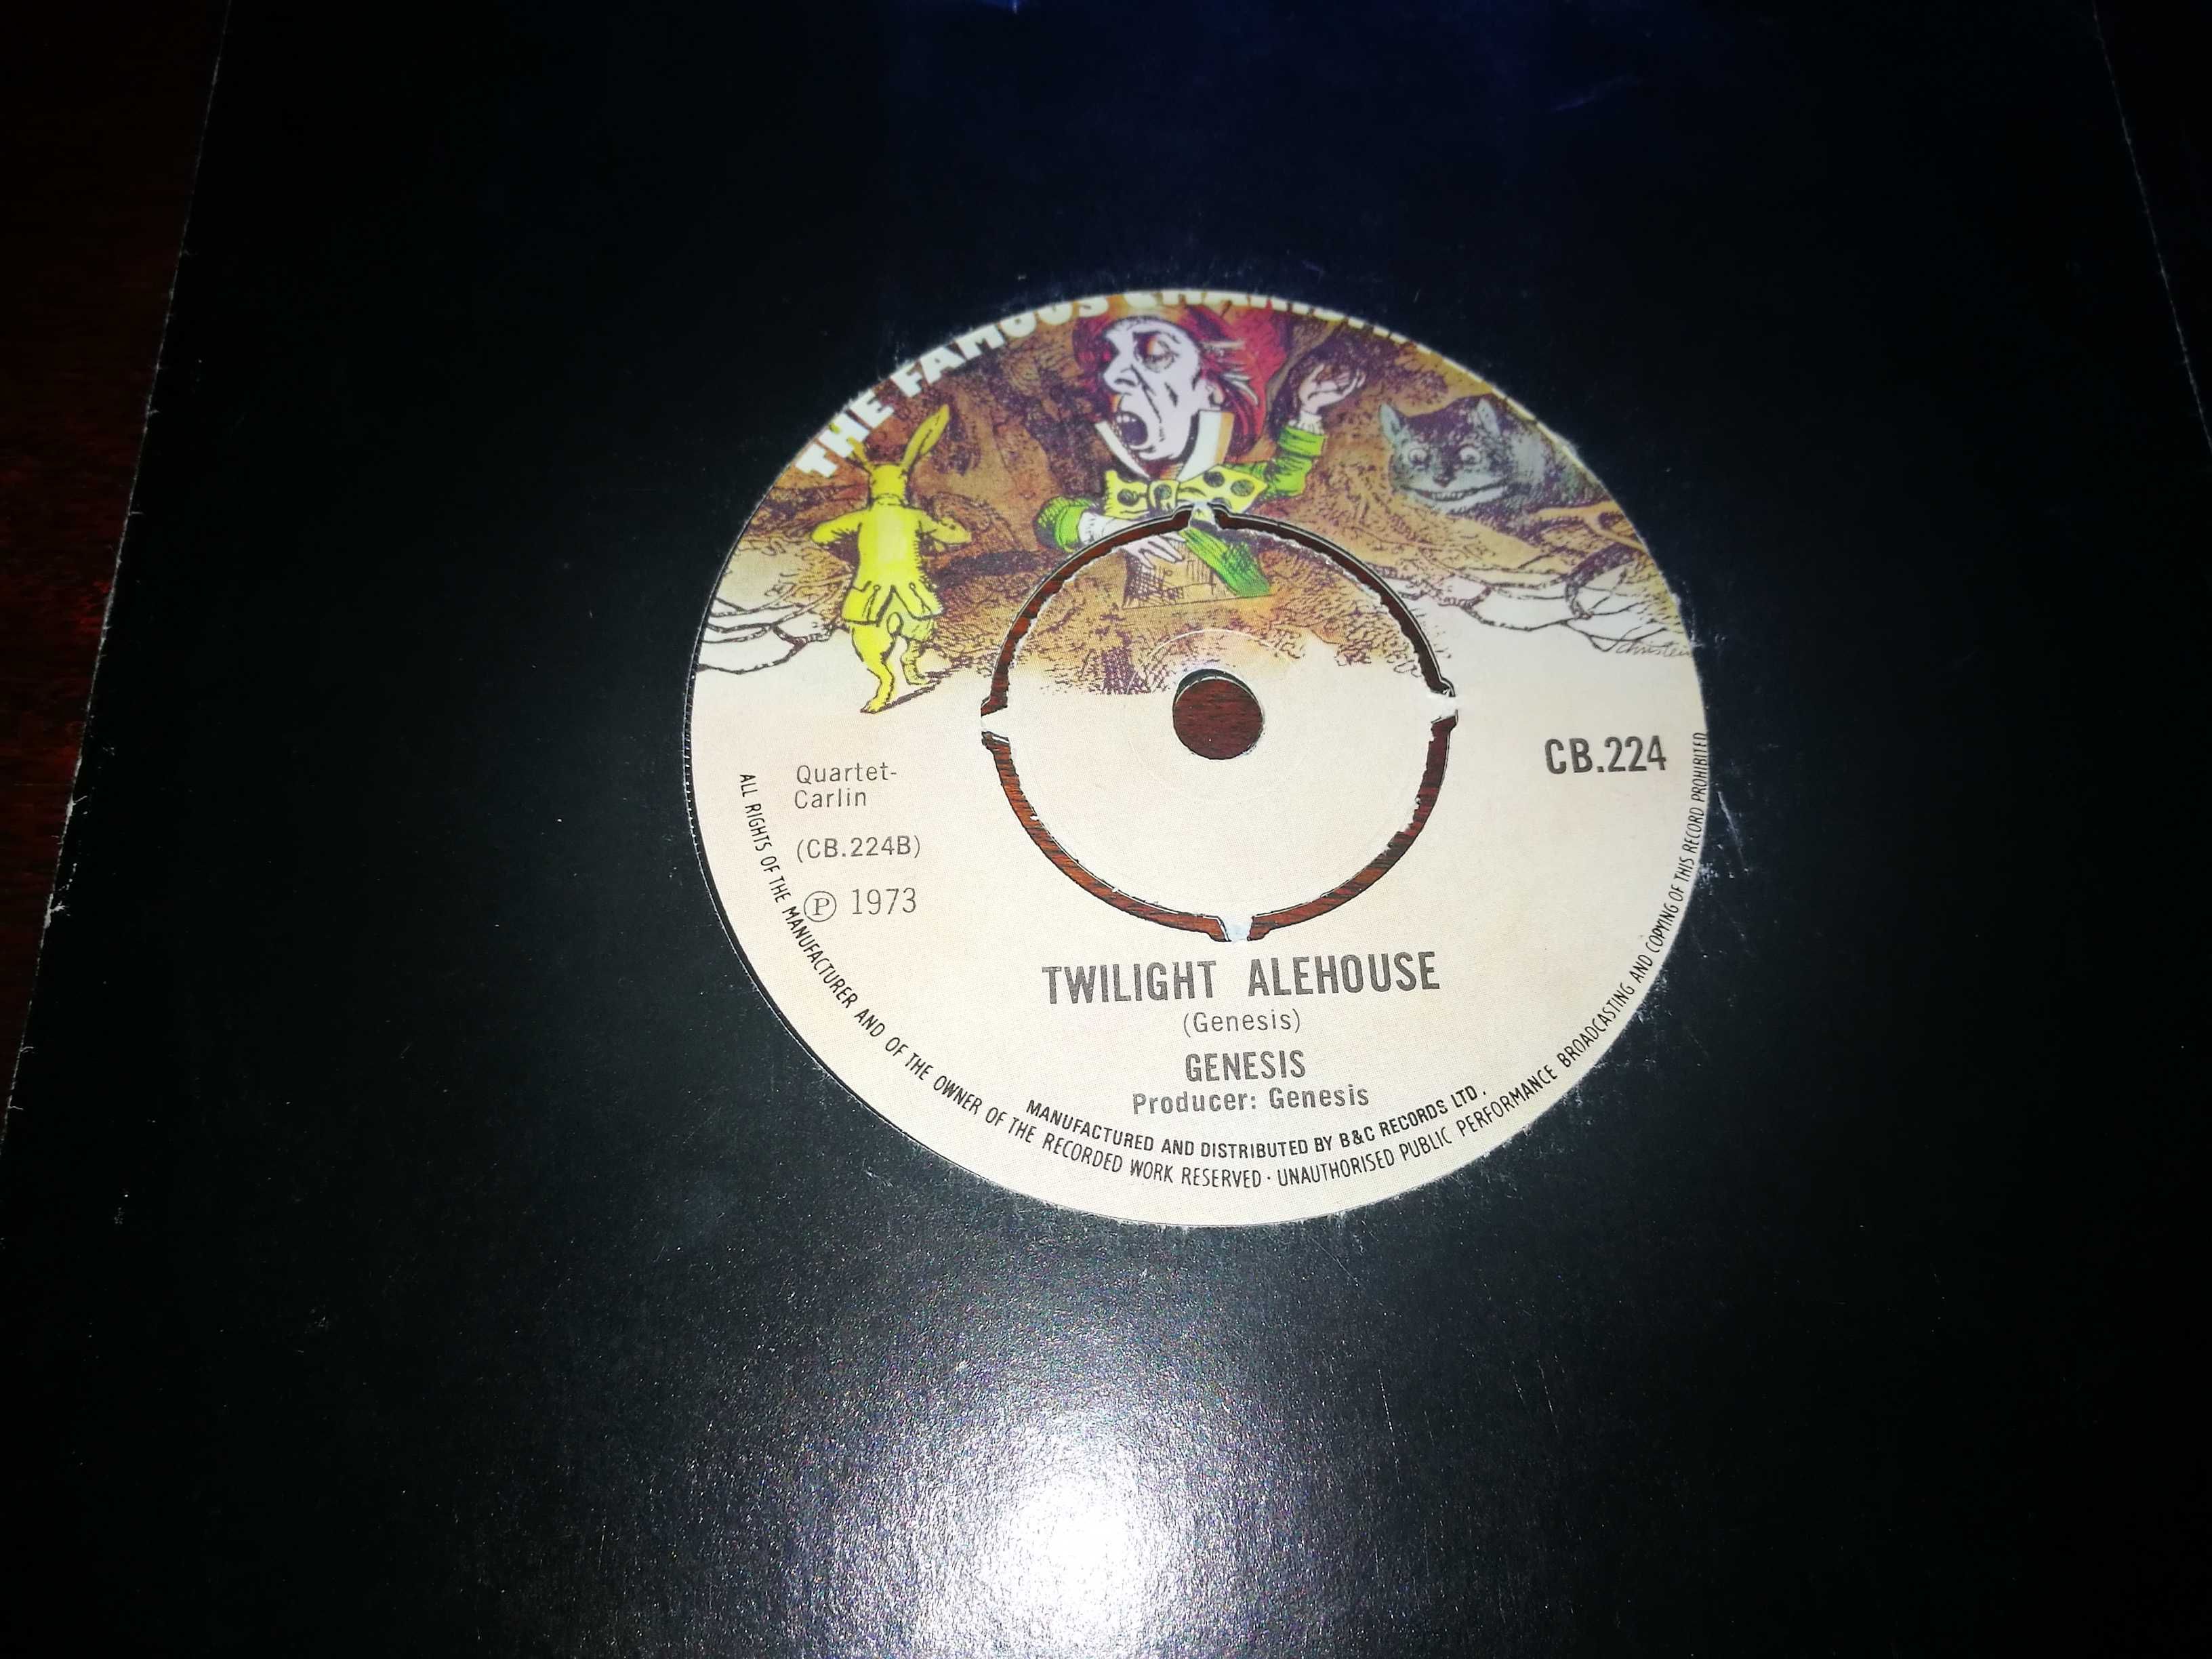 THE FAMOUS
Quartet-
Carlin
(CB.224B)
Ⓟ 1973
CB.224
TWILIGHT ALEHOUSE
(Genesis)
GENESIS
Producer: Genesis
MANUFACTURED AND DISTRIBUTED BY B&C RECORDS LTD.
ALL RIGHTS OF THE MANUFACTURER AND OF THE OWNER OF THE RECORDED WORK RESERVED · UNAUTHORISED PUBLIC PERFORMANCE BROADCASTING AND COPYING OF THIS RECORD PROHIBITED